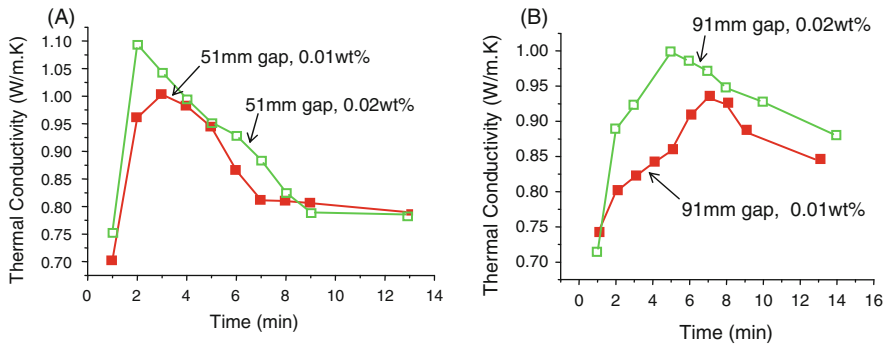 (A)
Thermal Conductivity (W/m.K)
1.10
1.05
1.00
0.95
0.90
0.85
0.80
0.75
0.70
51mm gap, 0.01wt%
51mm gap, 0.02wt%
0 2 4 6 8 10 12 14
Time (min)
(B)
Thermal Conductivity (W/m.K)
1.00
0.95
0.90
0.85
0.80
0.75
0.70
91mm gap, 0.02wt%
91mm gap, 0.01wt%
0 2 4 6 8 10 12 14 16
Time (min)